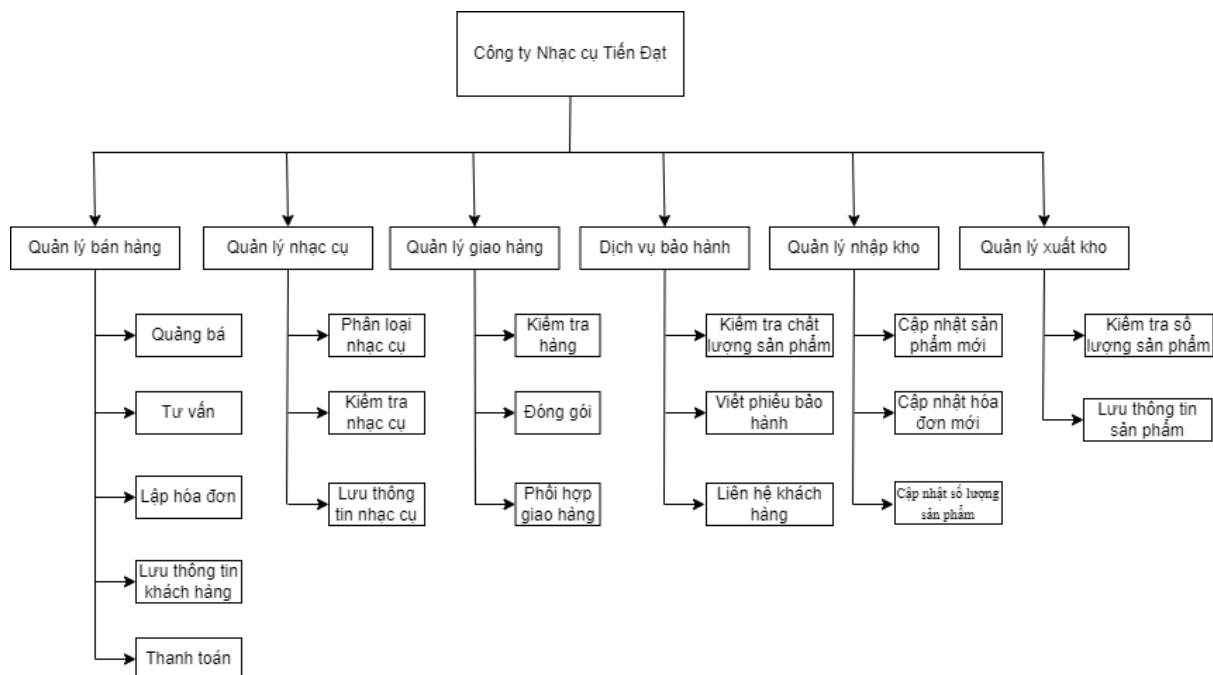 Công ty Nhạc cụ Tiến Đạt
Quản lý bán hàng
Quản lý nhạc cụ
Quản lý giao hàng
Dịch vụ bảo hành
Quản lý nhập kho
Quản lý xuất kho
Quảng bá
Tư vấn
Lập hóa đơn
Lưu thông tin
khách hàng
Thanh toán
Phân loại
nhạc cụ
Kiểm tra
nhạc cụ
Lưu thông
tin nhạc cụ
Kiểm tra
hàng
Đóng gói
Phối hợp
giao hàng
Kiểm tra chất
lượng sản phẩm
Viết phiếu bảo
hành
Liên hệ khách
hàng
Cập nhật sản
phẩm mới
Cập nhật hóa
đơn mới
Cập nhật số lượng
sản phẩm
Kiểm tra số
lượng sản phẩm
Lưu thông tin
sản phẩm